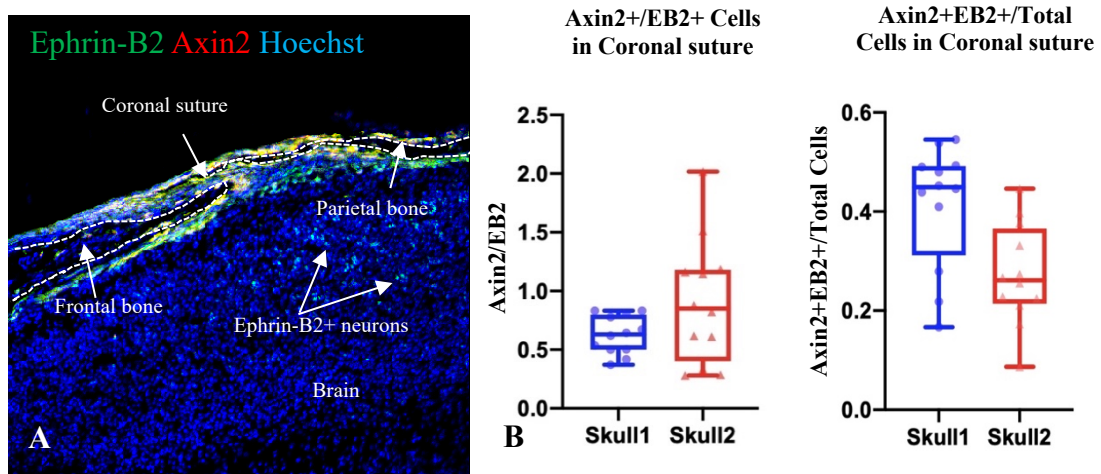 Ephrin-B2 Axin2 Hoechst
Coronal suture
Parietal bone
Frontal bone
Ephrin-B2+ neurons
Brain
A
Axin2+/EB2+ Cells
in Coronal suture
Axin2/EB2
2.5
2.0
1.5
1.0
0.5
0.0
Skull1 Skull2
B
Axin2+EB2+/Total
Cells in Coronal suture
Axin2+EB2+/Total Cells
0.6
0.4
0.2
0.0
Skull1 Skull2